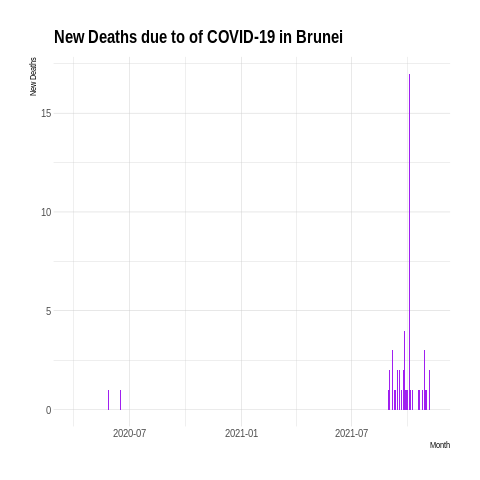 New Deaths due to of COVID-19 in Brunei
New Deaths
15
10
5
0
2020-07
2021-01
2021-07
Month